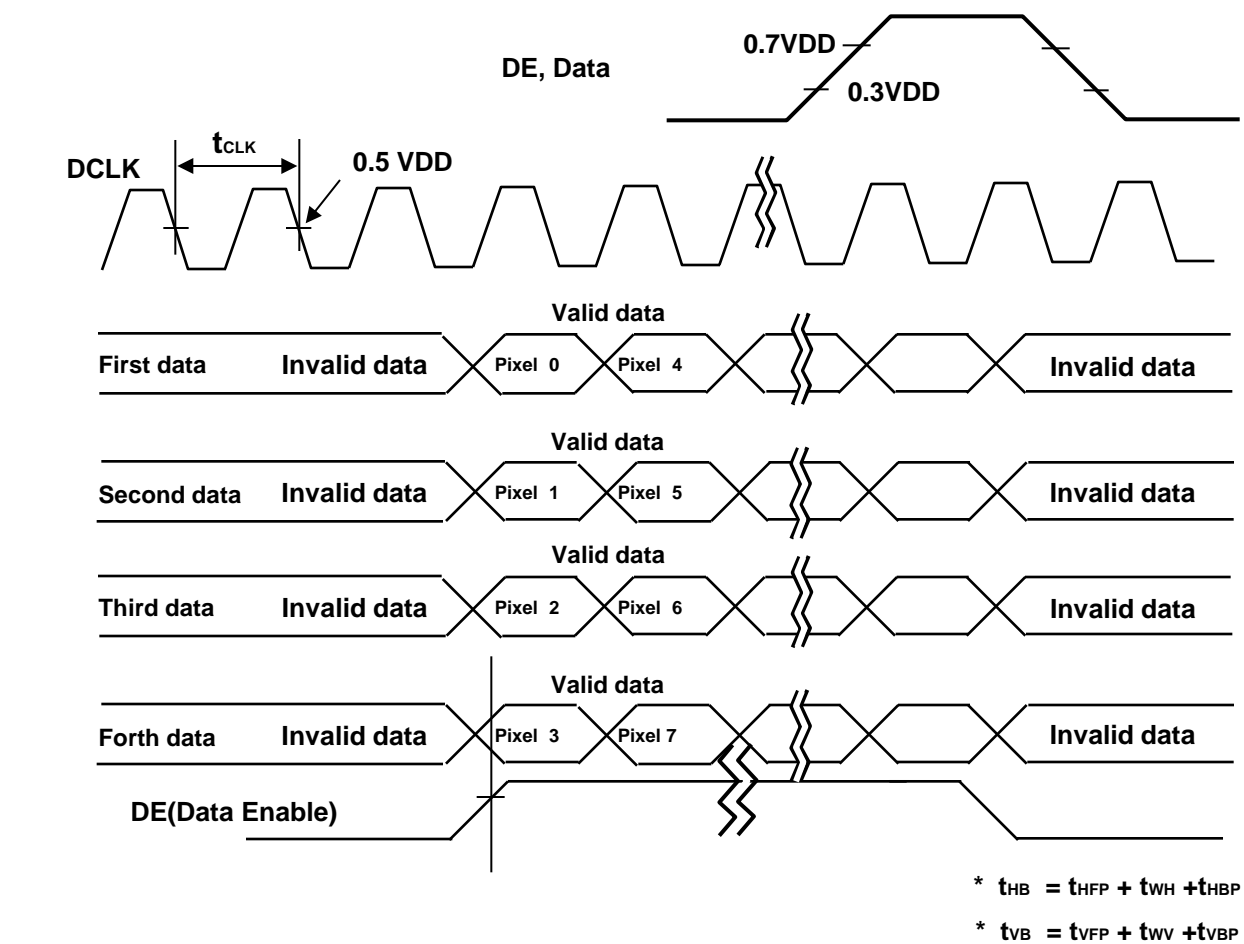 0.7VDD
DE, Data
0.3VDD
tCLK
DCLK
0.5 VDD
Valid data
First data Invalid data Pixel 0 Pixel 4 Invalid data
Valid data
Second data Invalid data Pixel 1 Pixel 5 Invalid data
Valid data
Third data Invalid data Pixel 2 Pixel 6 Invalid data
Valid data
Forth data Invalid data Pixel 3 Pixel 7 Invalid data
DE(Data Enable)
* tHB = tHFP + tWH +tHBP
* tVB = tVFP + tWV +tVBP